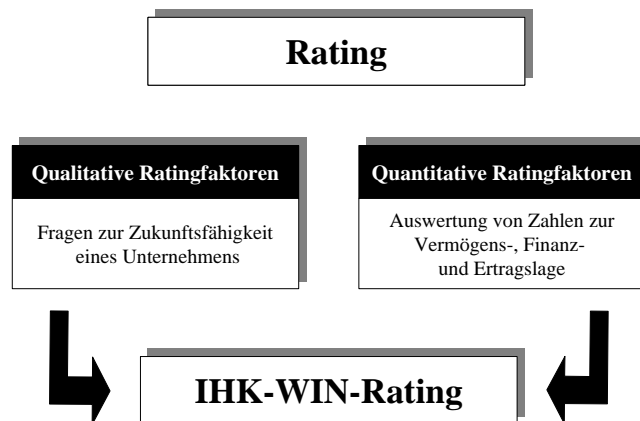 Rating
Qualitative Ratingfaktoren
Fragen zur Zukunftsfähigkeit
eines Unternehmens
Quantitative Ratingfaktoren
Auswertung von Zahlen zur
Vermögens-, Finanz-
und Ertragslage
IHK-WIN-Rating